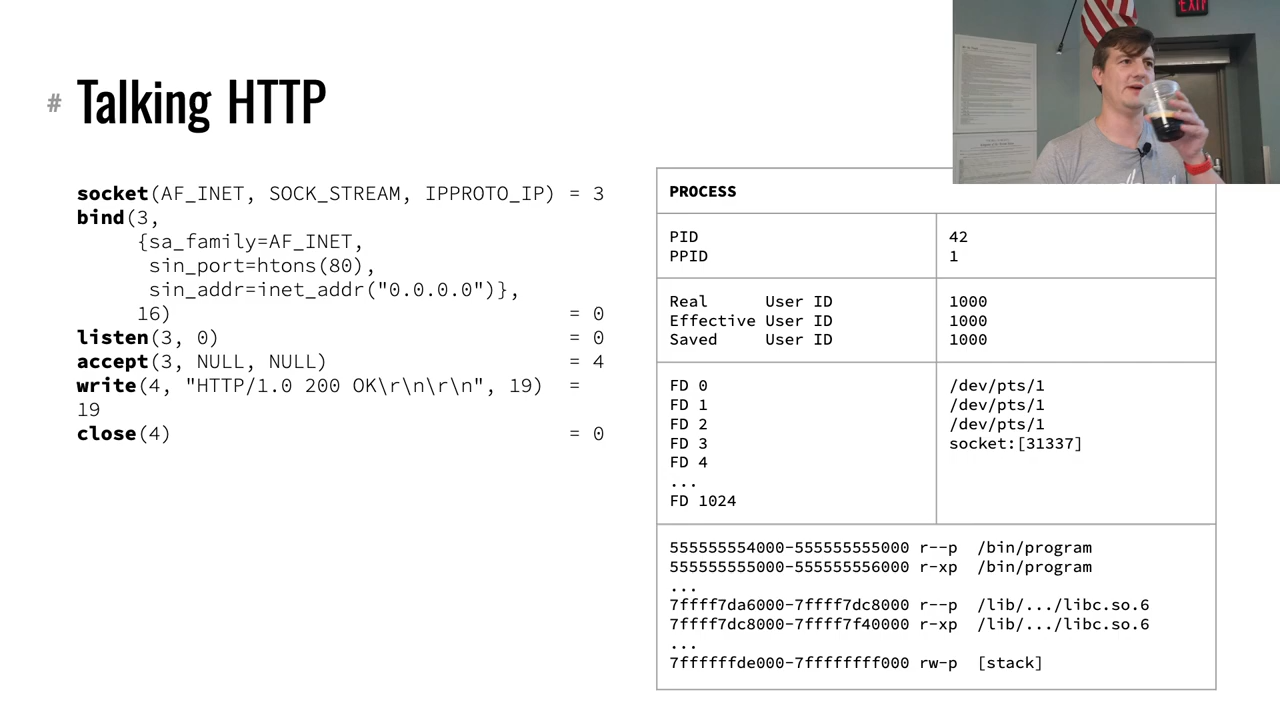 # Talking HTTP
EXIT
socket(AF_INET, SOCK_STREAM, IPPROTO_IP) = 3
bind(3,
{sa_family=AF_INET,
sin_port=htons(80),
sin_addr=inet_addr("0.0.0.0")},
16) = 0
listen(3, 0) = 0
accept(3, NULL, NULL) = 4
write(4, "HTTP/1.0 200 OK\r\n\r\n", 19) =
19
close(4) = 0
PROCESS
PID 42
PPID 1
Real User ID 1000
Effective User ID 1000
Saved User ID 1000
FD 0 /dev/pts/1
FD 1 /dev/pts/1
FD 2 /dev/pts/1
FD 3 socket:[31337]
FD 4
...
FD 1024
555555554000-555555555000 r--p /bin/program
555555555000-555555556000 r-xp /bin/program
...
7ffff7da6000-7ffff7dc8000 r--p /lib/.../libc.so.6
7ffff7dc8000-7ffff7f40000 r-xp /lib/.../libc.so.6
...
7ffffffde000-7ffffffff000 rw-p [stack]